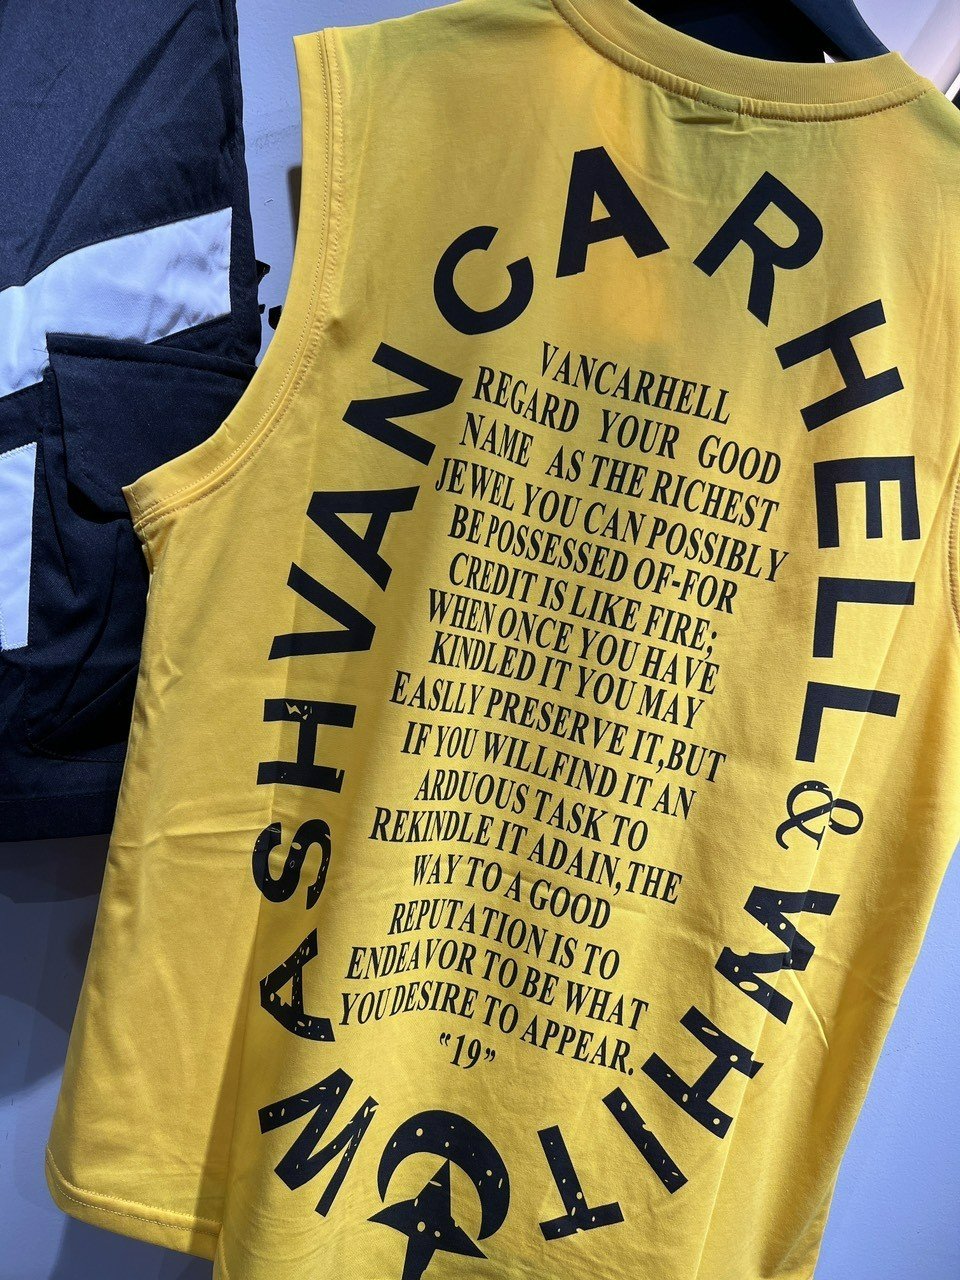 WASHVANCARHELL & WHIT
VANCARHELL
REGARD YOUR GOOD
NAME AS THE RICHEST
JEWEL YOU CAN POSSIBLY
BE POSSESSED OF-FOR
CREDIT IS LIKE FIRE;
WHEN ONCE YOU HAVE
KINDLED IT YOU MAY
EASLLY PRESERVE IT,BUT
IF YOU WILLFIND IT AN
ARDUOUS TASK TO
REKINDLE IT ADAIN,THE
WAY TO A GOOD
REPUTATION IS TO
ENDEAVOR TO BE WHAT
YOU DESIRE TO APPEAR.
“19”